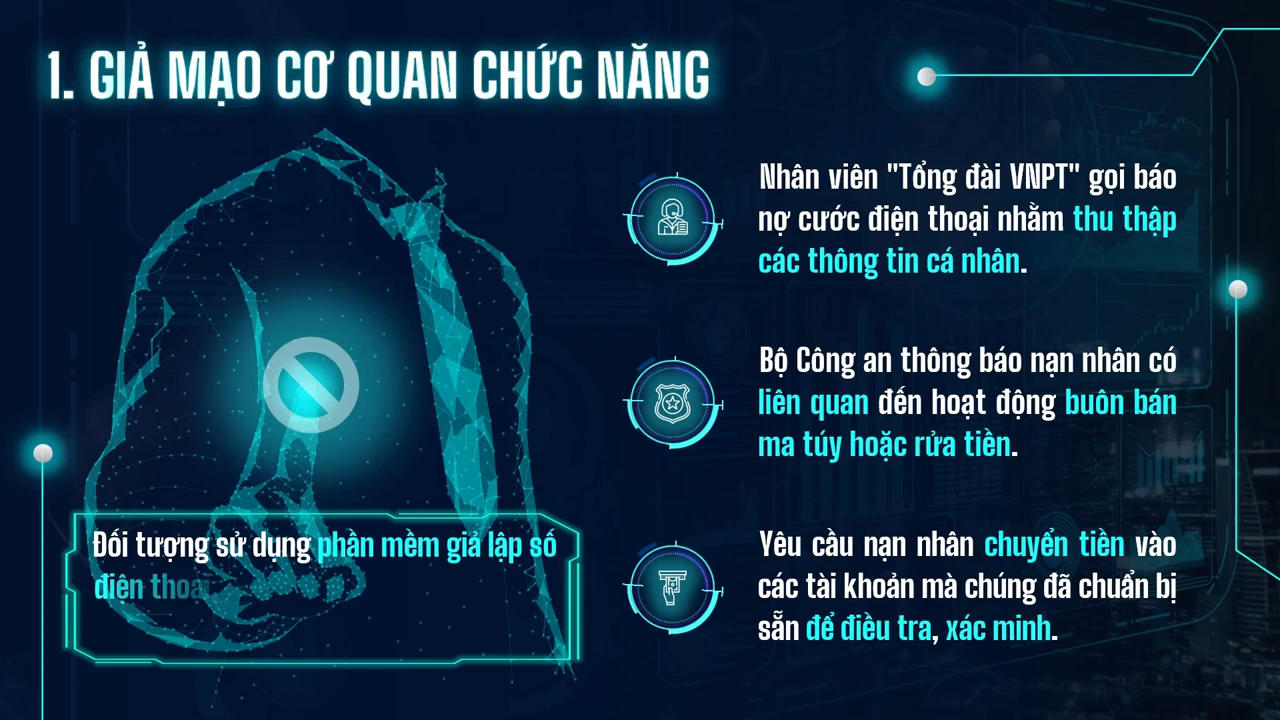 1. GIẢ MẠO CƠ QUAN CHỨC NĂNG
Nhân viên "Tổng đài VNPT" gọi báo
nợ cước điện thoại nhằm thu thập
các thông tin cá nhân.
Bộ Công an thông báo nạn nhân có
liên quan đến hoạt động buôn bán
ma túy hoặc rửa tiền.
Yêu cầu nạn nhân chuyển tiền vào
các tài khoản mà chúng đã chuẩn bị
sẵn để điều tra, xác minh.
Đối tượng sử dụng phần mềm giả lập số
điện thoại